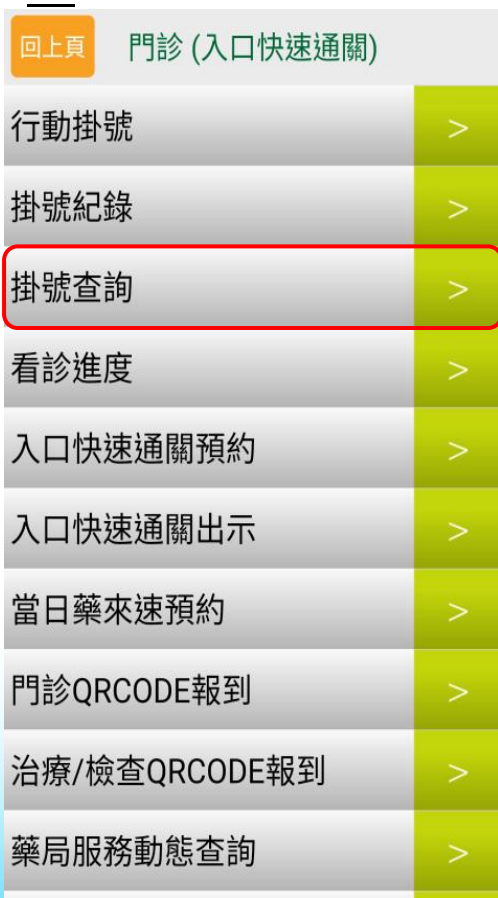 回上頁 門診 (入口快速通關)
行動掛號 >
掛號紀錄 >
掛號查詢 >
看診進度 >
入口快速通關預約 >
入口快速通關出示 >
當日藥來速預約 >
門診QRCODE報到 >
治療/檢查QRCODE報到 >
藥局服務動態查詢 >